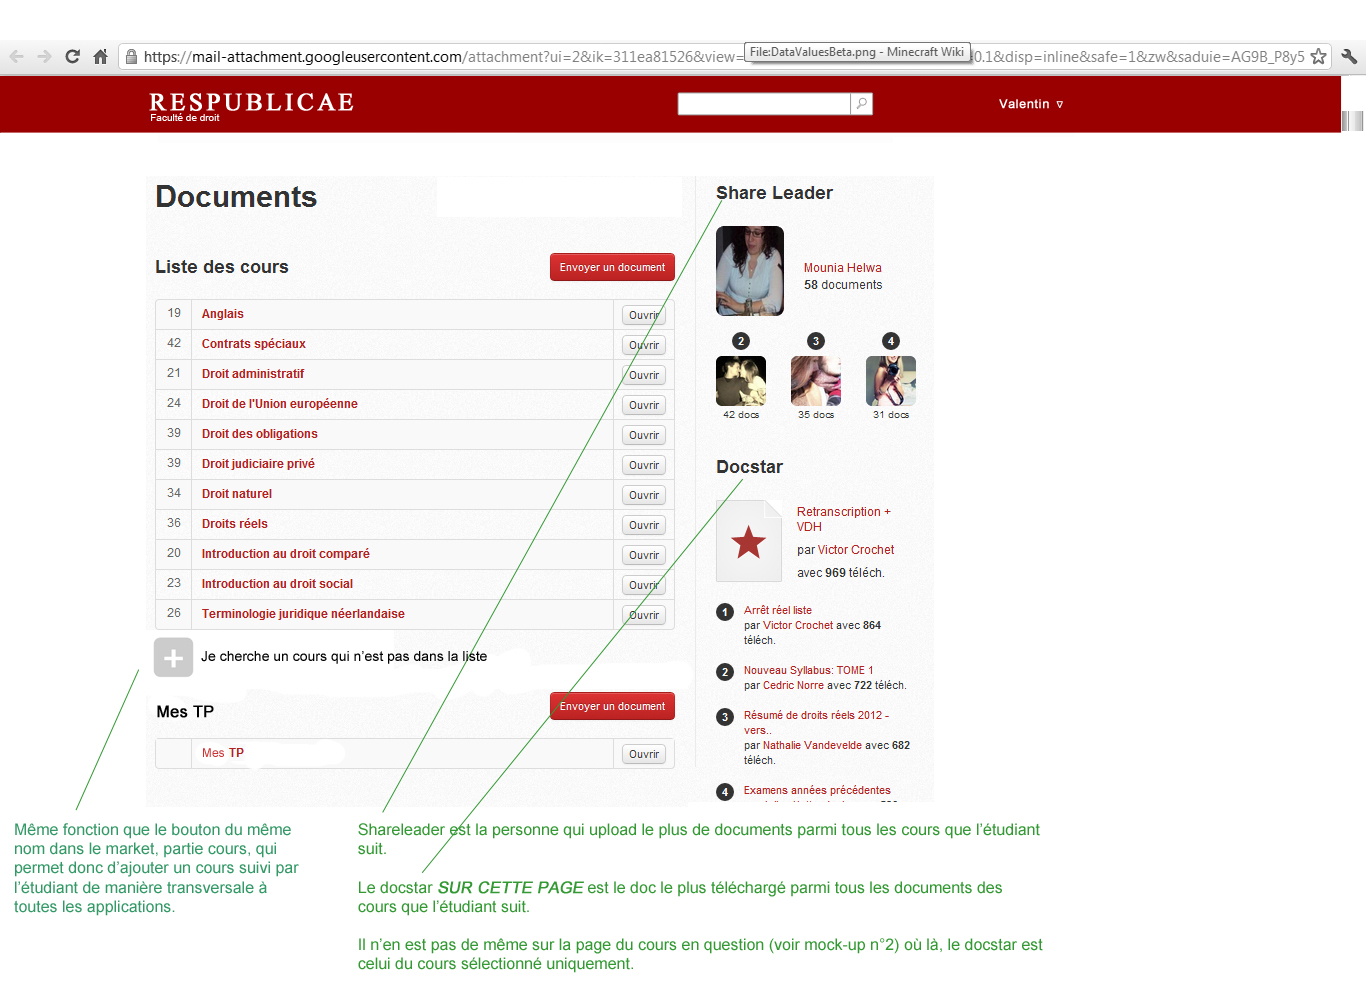 https://mail-attachment.googleusercontent.com/attachment?ui=2&ik=311ea81526&view=
File:DataValuesBeta.png - Minecraft Wiki
0.1&disp=inline&safe=1&zw&saduie=AG9B_P8y5
RESPUBLICAE
Faculté de droit
Valentin
Documents
Liste des cours
Envoyer un document
19 Anglais Ouvrir
42 Contrats spéciaux Ouvrir
21 Droit administratif Ouvrir
24 Droit de l'Union européenne Ouvrir
39 Droit des obligations Ouvrir
39 Droit judiciaire privé Ouvrir
34 Droit naturel Ouvrir
36 Droits réels Ouvrir
20 Introduction au droit comparé Ouvrir
23 Introduction au droit social Ouvrir
26 Terminologie juridique néerlandaise Ouvrir
Je cherche un cours qui n'est pas dans la liste
Mes TP
Envoyer un document
Mes TP Ouvrir
Share Leader
Mounia Helwa
58 documents
2 3 4
42 docs 35 docs 31 docs
Docstar
Retranscription +
VDH
par Victor Crochet
avec 969 téléch.
1 Arrêt réel liste
par Victor Crochet avec 864
téléch.
2 Nouveau Syllabus: TOME 1
par Cedric Norre avec 722 téléch.
3 Résumé de droits réels 2012 -
vers..
par Nathalie Vandevelde avec 682
téléch.
4 Examens années précédentes
Même fonction que le bouton du même
nom dans le market, partie cours, qui
permet donc d'ajouter un cours suivi par
l'étudiant de manière transversale à
toutes les applications.
Shareleader est la personne qui upload le plus de documents parmi tous les cours que l'étudiant
suit.
Le docstar SUR CETTE PAGE est le doc le plus téléchargé parmi tous les documents des
cours que l'étudiant suit.
Il n'en est pas de même sur la page du cours en question (voir mock-up n°2) où là, le docstar est
celui du cours sélectionné uniquement.